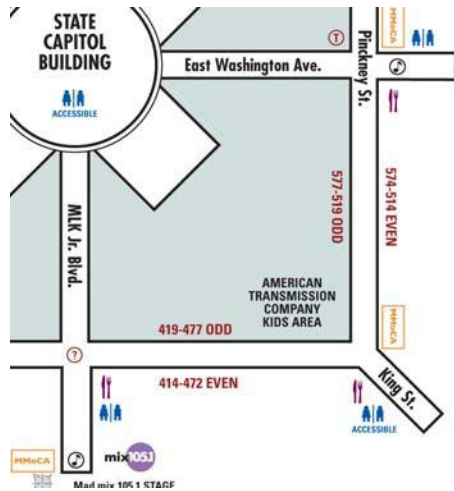 STATE
CAPITOL
BUILDING
ACCESSIBLE
T
East Washington Ave.
Pinckney St.
MMoCA
MLK Jr. Blvd.
577-519 ODD
574-514 EVEN
AMERICAN
TRANSMISSION
COMPANY
KIDS AREA
419-477 ODD
MMoCA
?
414-472 EVEN
King St.
ACCESSIBLE
MMoCA
mix105.1
Mad mix 105.1 STAGE